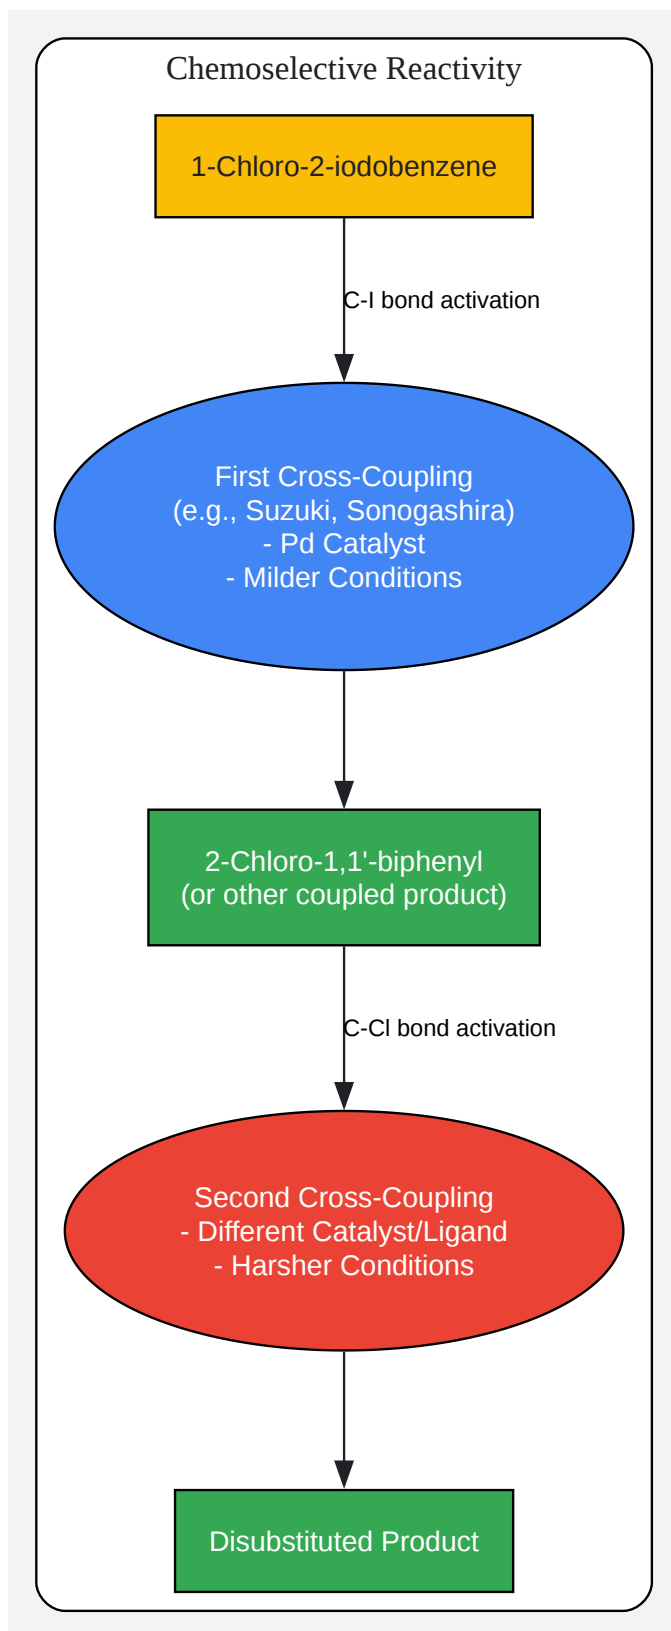 Chemoselective Reactivity
1-Chloro-2-iodobenzene
C-I bond activation
First Cross-Coupling
(e.g., Suzuki, Sonogashira)
- Pd Catalyst
- Milder Conditions
2-Chloro-1,1'-biphenyl
(or other coupled product)
C-Cl bond activation
Second Cross-Coupling
- Different Catalyst/Ligand
- Harsher Conditions
Disubstituted Product